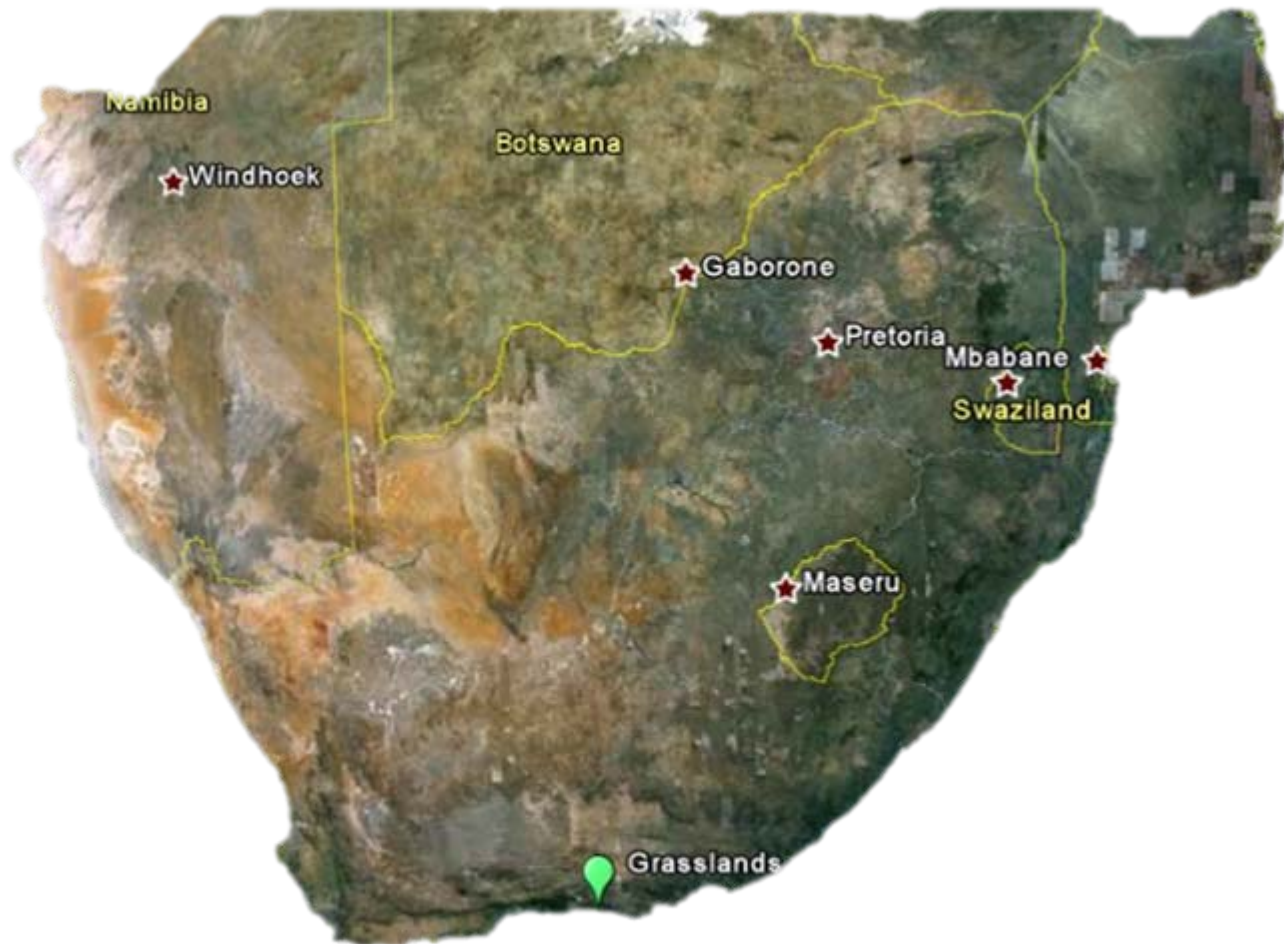 Namibia
Botswana
Windhoek
Gaborone
Pretoria
Mbabane
Swaziland
Maseru
Grasslands